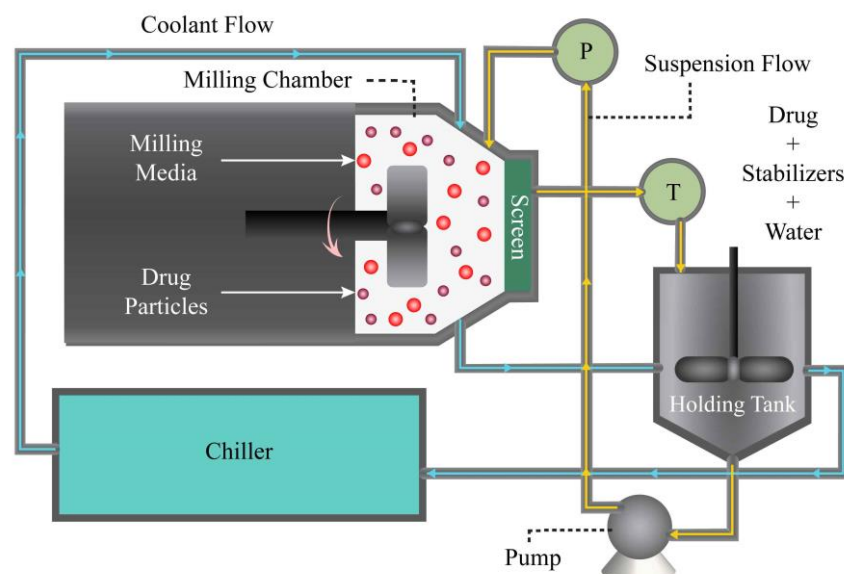 Coolant Flow
Milling Chamber
P
Suspension Flow
Drug
+
Stabilizers
+
Water
Milling
Media
Screen
T
Drug
Particles
Holding Tank
Chiller
Pump